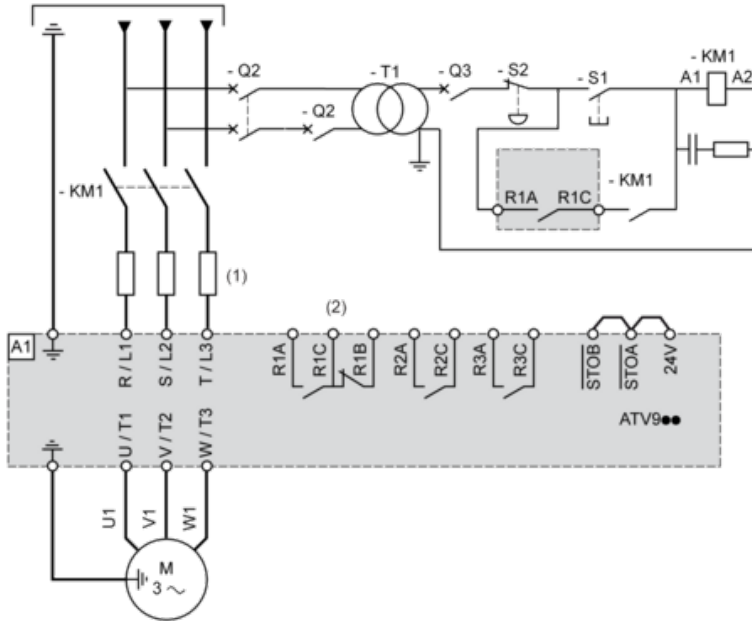 - Q2
- T1
- Q3
- S2
- S1
- KM1
A1
A2
- Q2
- KM1
R1A
R1C
- KM1
(1)
(2)
A1
R / L1
S / L2
T / L3
R1A
R1C
R1B
R2A
R2C
R3A
R3C
STOB
STOA
24V
ATV9●●
U / T1
V / T2
W / T3
U1
V1
W1
M
3 ~